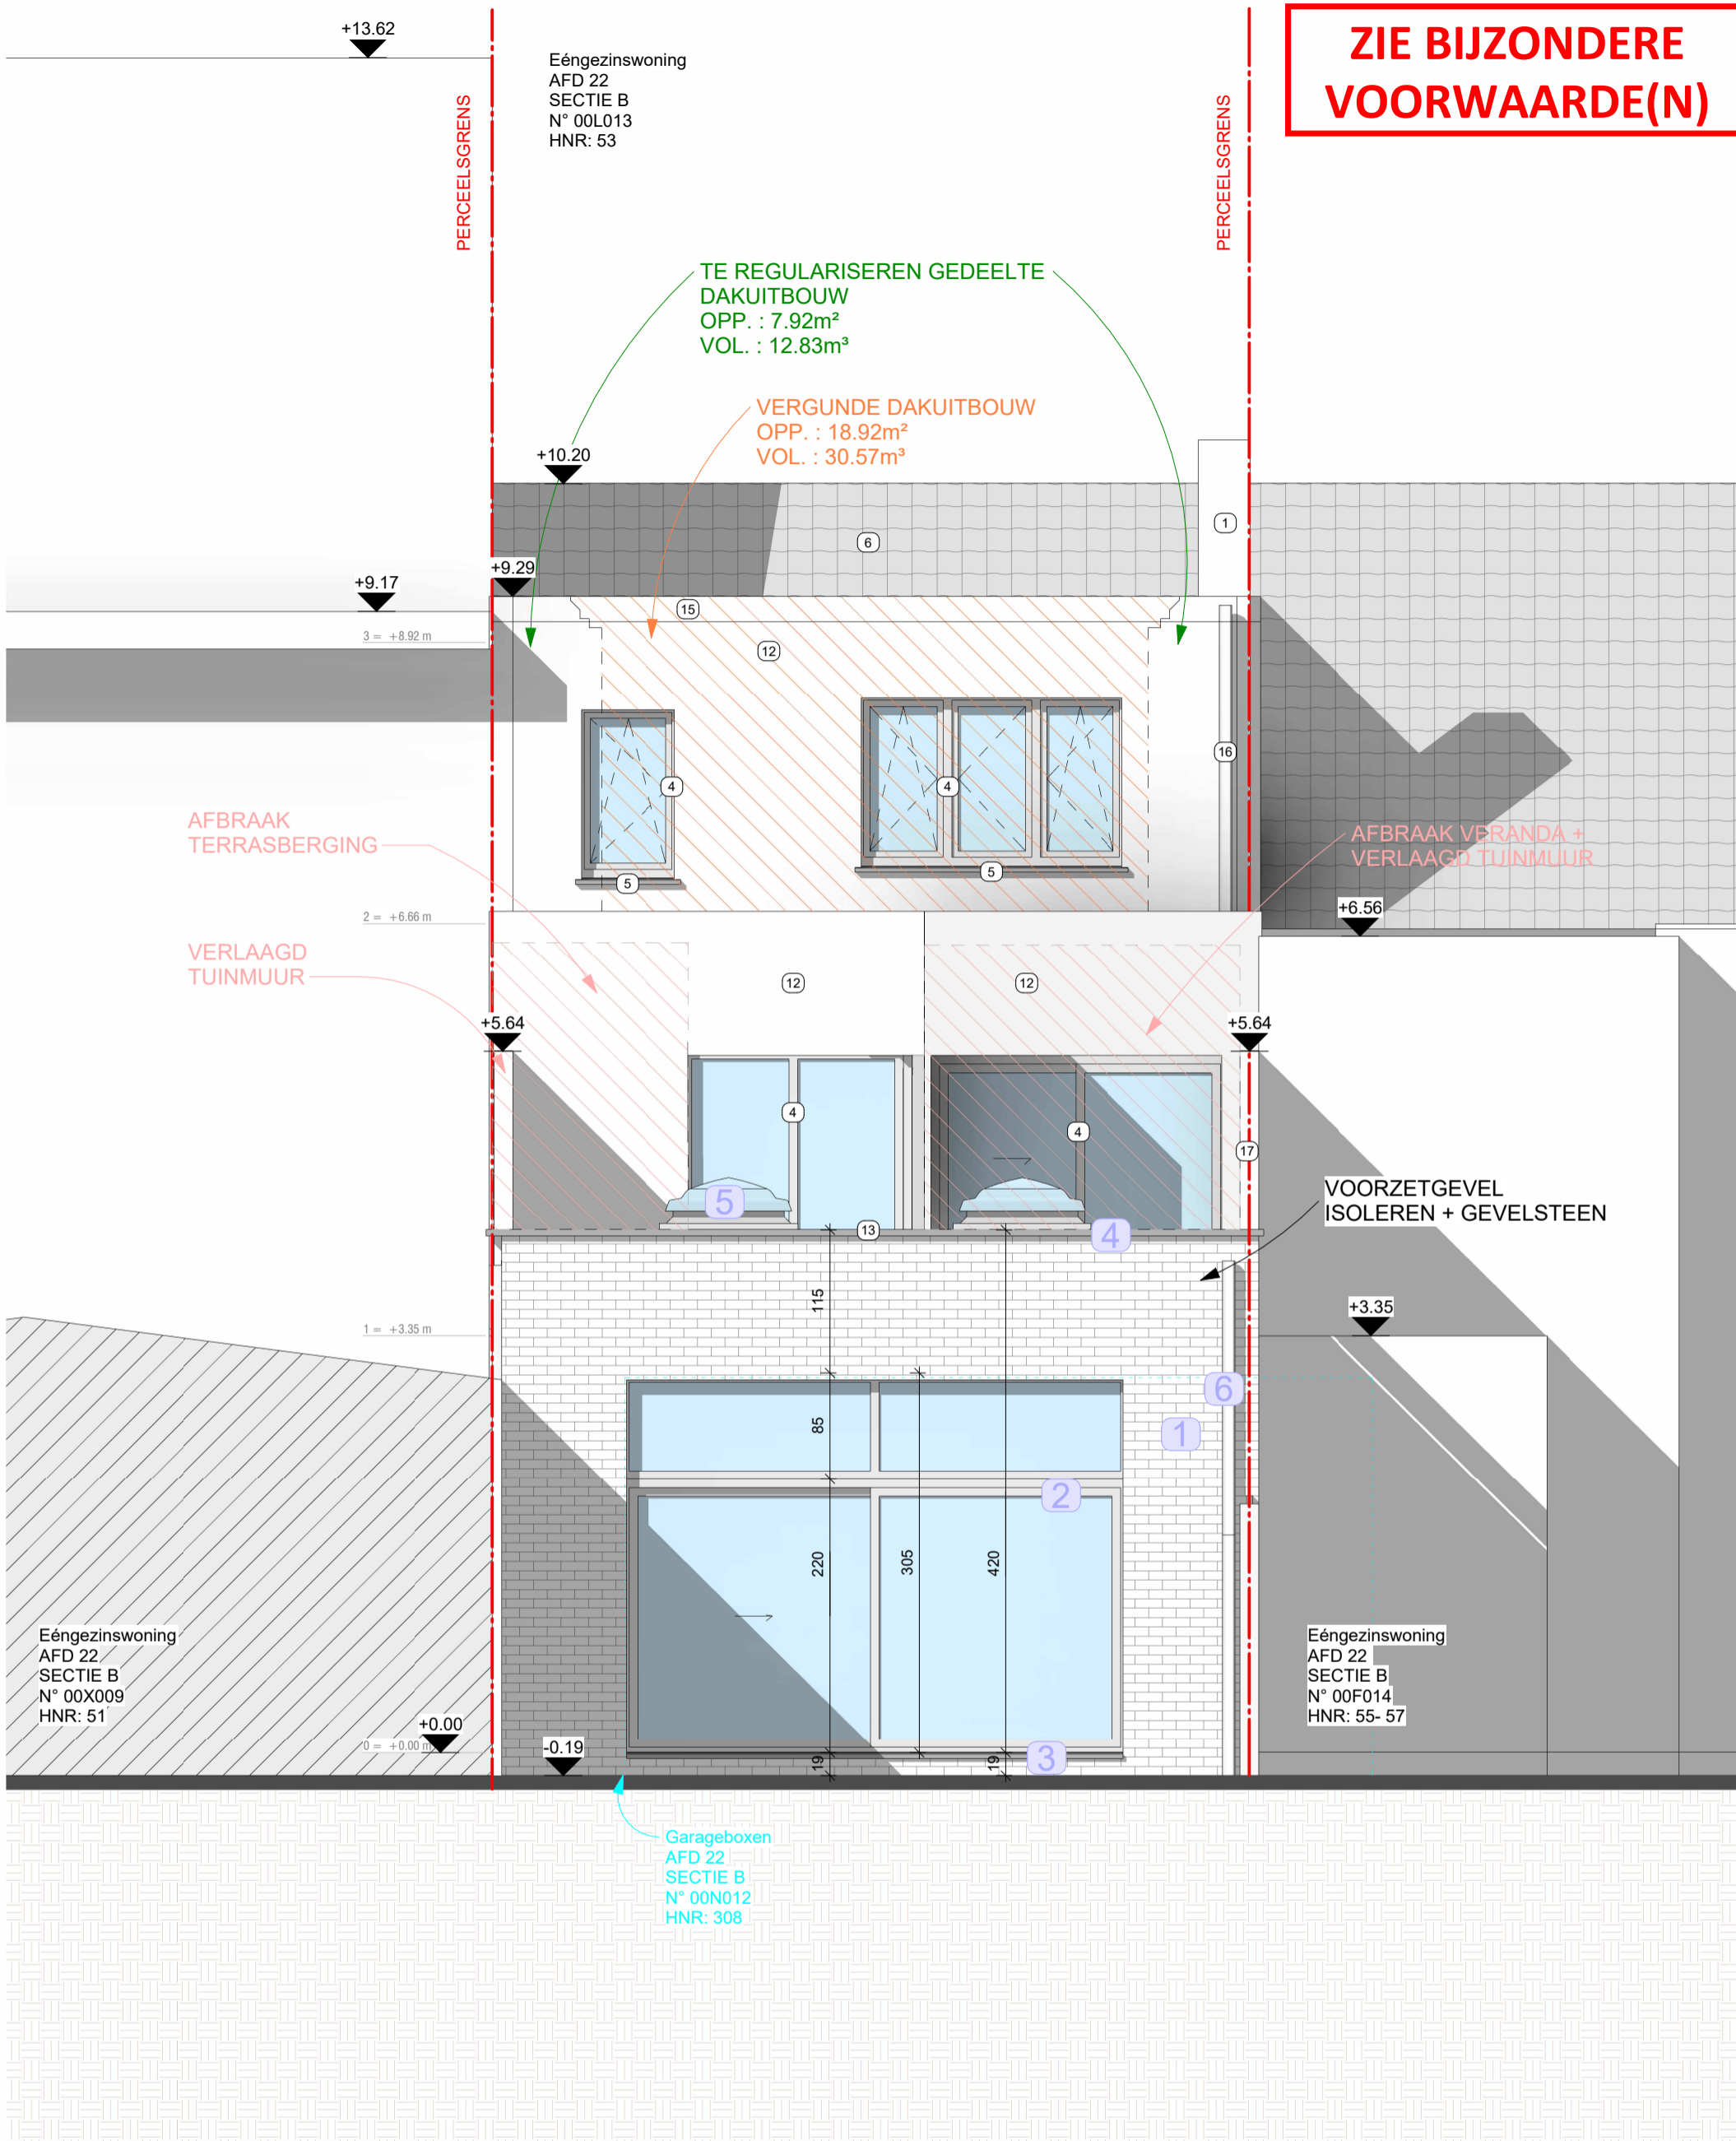 +13.62
Eéngezinswoning
AFD 22
SECTIE B
N° 00L013
HNR: 53
ZIE BIJZONDERE
VOORWAARDE(N)
PERCEELSGRENS
PERCEELSGRENS
TE REGULARISEREN GEDEELTE
DAKUITBOUW
OPP. : 7.92m²
VOL. : 12.83m³
VERGUNDE DAKUITBOUW
OPP. : 18.92m²
VOL. : 30.57m³
+10.20
1
6
+9.29
+9.17
15
3 = +8.92 m
12
16
4
4
AFBRAAK
TERRASBERGING
AFBRAAK VERANDA +
VERLAAGD TUINMUUR
5
5
2 = +6.66 m
+6.56
VERLAAGD
TUINMUUR
12
12
+5.64
+5.64
4
4
17
VOORZETGEVEL
ISOLEREN + GEVELSTEEN
5
13
4
115
+3.35
1 = +3.35 m
6
85
1
2
220
305
420
Eéngezinswoning
AFD 22
SECTIE B
N° 00X009
HNR: 51
Eéngezinswoning
AFD 22
SECTIE B
N° 00F014
HNR: 55- 57
+0.00
0 = +0.00 m
-0.19
19
19
3
Garageboxen
AFD 22
SECTIE B
N° 00N012
HNR: 308